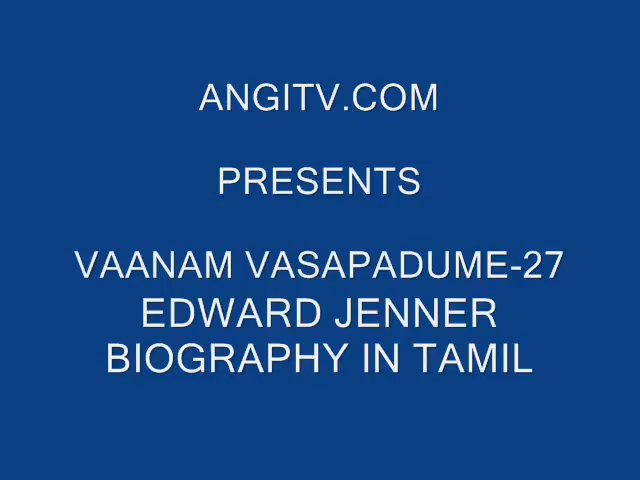 ANGITV.COM
PRESENTS
VAANAM VASAPADUME-27
EDWARD JENNER
BIOGRAPHY IN TAMIL